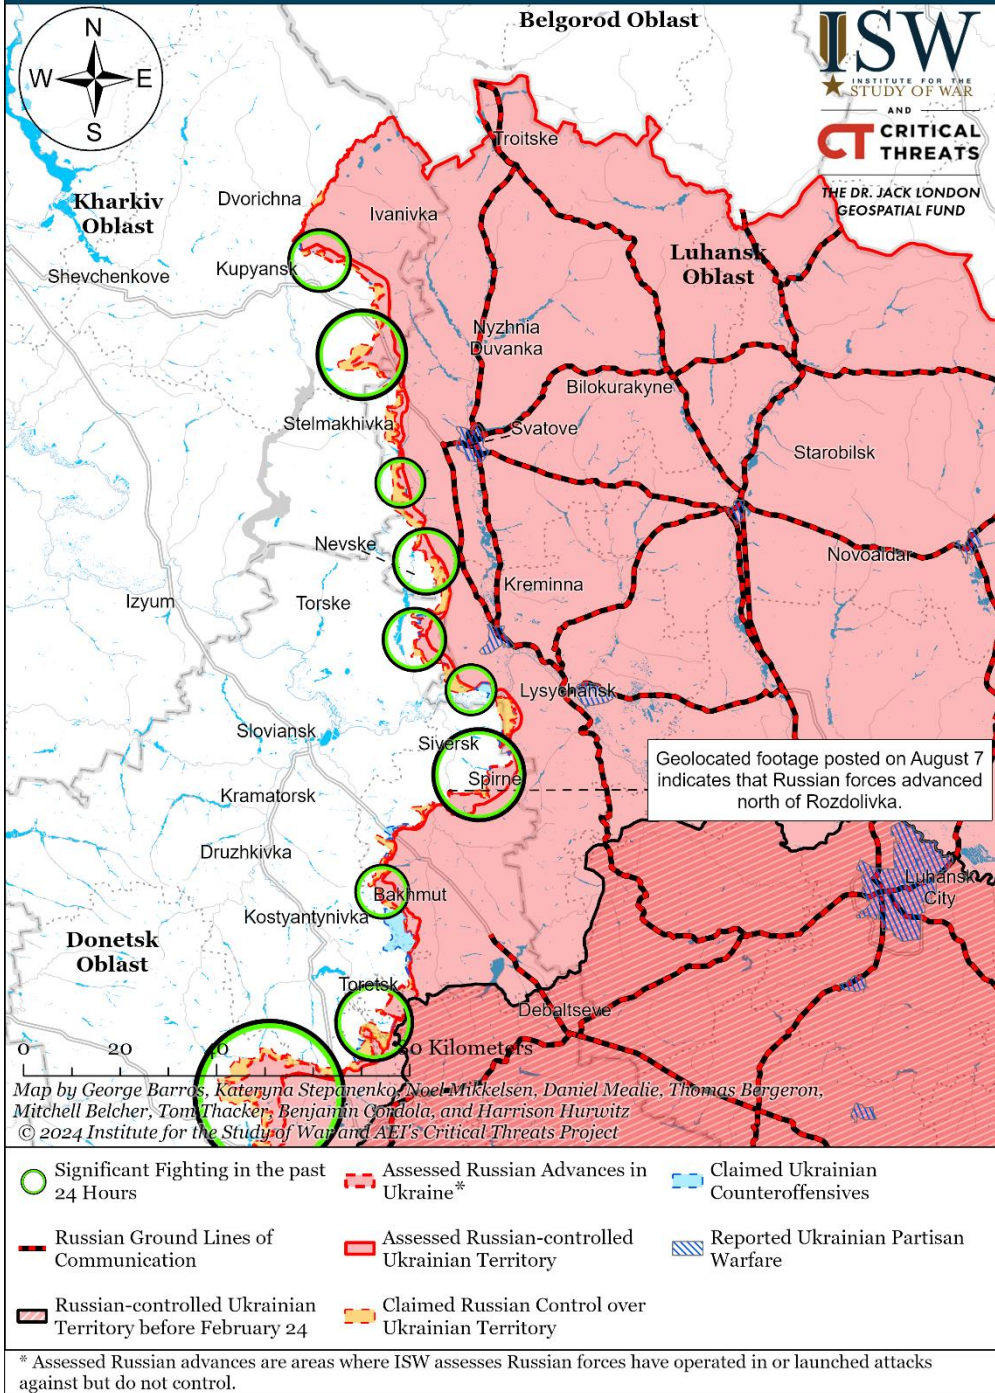 Belgorod Oblast
N
W
E
S
ISW
INSTITUTE FOR THE
STUDY OF WAR
AND
CT CRITICAL
THREATS
THE DR. JACK LONDON
GEOSPATIAL FUND
Troitske
Dvorichna
Kharkiv
Oblast
Ivanivka
Luhansk
Oblast
Shevchenkove
Kupyansk
Nyzhnia
Duvanka
Bilokurakyne
Stelmakhivka
Svatove
Starobilsk
Nevske
Novoaidar
Kreminna
Izyum
Torske
Lysychansk
Sloviansk
Siversk
Spirne
Geolocated footage posted on August 7
indicates that Russian forces advanced
north of Rozdolivka.
Kramatorsk
Druzhkivka
Bakhmut
Luhansk
City
Kostyantynivka
Donetsk
Oblast
Toretsk
Debaltseve
0 20 40 80 Kilometers
Map by George Barros, Kateryna Stepanenko, Noel Mikkelsen, Daniel Mealie, Thomas Bergeron,
Mitchell Belcher, Tom Thacker, Benjamin Cordola, and Harrison Hurwitz
© 2024 Institute for the Study of War and AEI's Critical Threats Project
Significant Fighting in the past
24 Hours
Assessed Russian Advances in
Ukraine*
Claimed Ukrainian
Counteroffensives
Russian Ground Lines of
Communication
Assessed Russian-controlled
Ukrainian Territory
Reported Ukrainian Partisan
Warfare
Russian-controlled Ukrainian
Territory before February 24
Claimed Russian Control over
Ukrainian Territory
* Assessed Russian advances are areas where ISW assesses Russian forces have operated in or launched attacks
against but do not control.